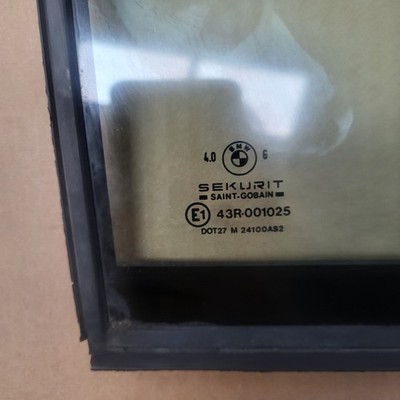 BMW
4.0 6
SEKURIT
SAINT-GOBAIN
E1 43R-001025
DOT27 M 24100AS2